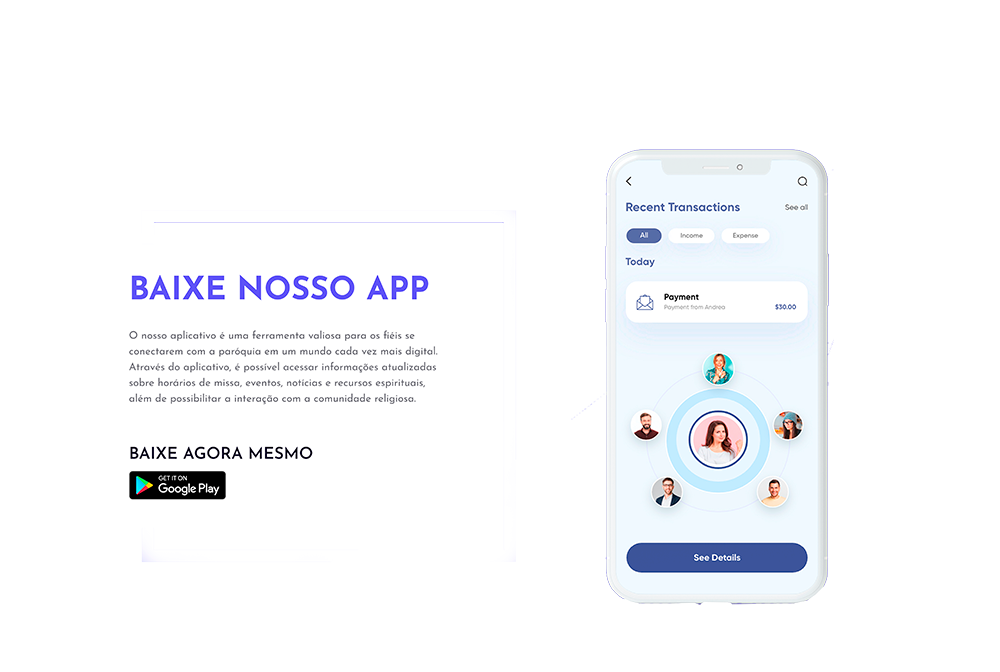 BAIXE NOSSO APP
O nosso aplicativo é uma ferramenta valiosa para os fiéis se
conectarem com a paróquia em um mundo cada vez mais digital.
Através do aplicativo, é possível acessar informações atualizadas
sobre horários de missa, eventos, notícias e recursos espirituais,
além de possibilitar a interação com a comunidade religiosa.
BAIXE AGORA MESMO
GET IT ON
Google Play
Recent Transactions
See all
All
Income
Expense
Today
Payment
Payment from Andrea
$30.00
See Details